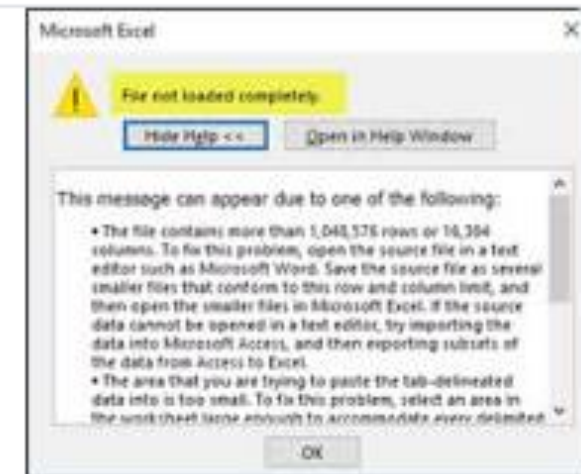 Microsoft Excel
File not loaded completely.
Hide Help <<
Open in Help Window
This message can appear due to one of the following:
• The file contains more than 1,048,576 rows or 16,384
columns. To fix this problem, open the source file in a text
editor such as Microsoft Word. Save the source file as several
smaller files that conform to this row and column limit, and
then open the smaller files in Microsoft Excel. If the source
data cannot be opened in a text editor, try importing the
data into Microsoft Access, and then exporting subsets of
the data from Access to Excel.
• The area that you are trying to paste the tab-delineated
data into is too small. To fix this problem, select an area in
the worksheet large enough to accommodate every delimited
OK